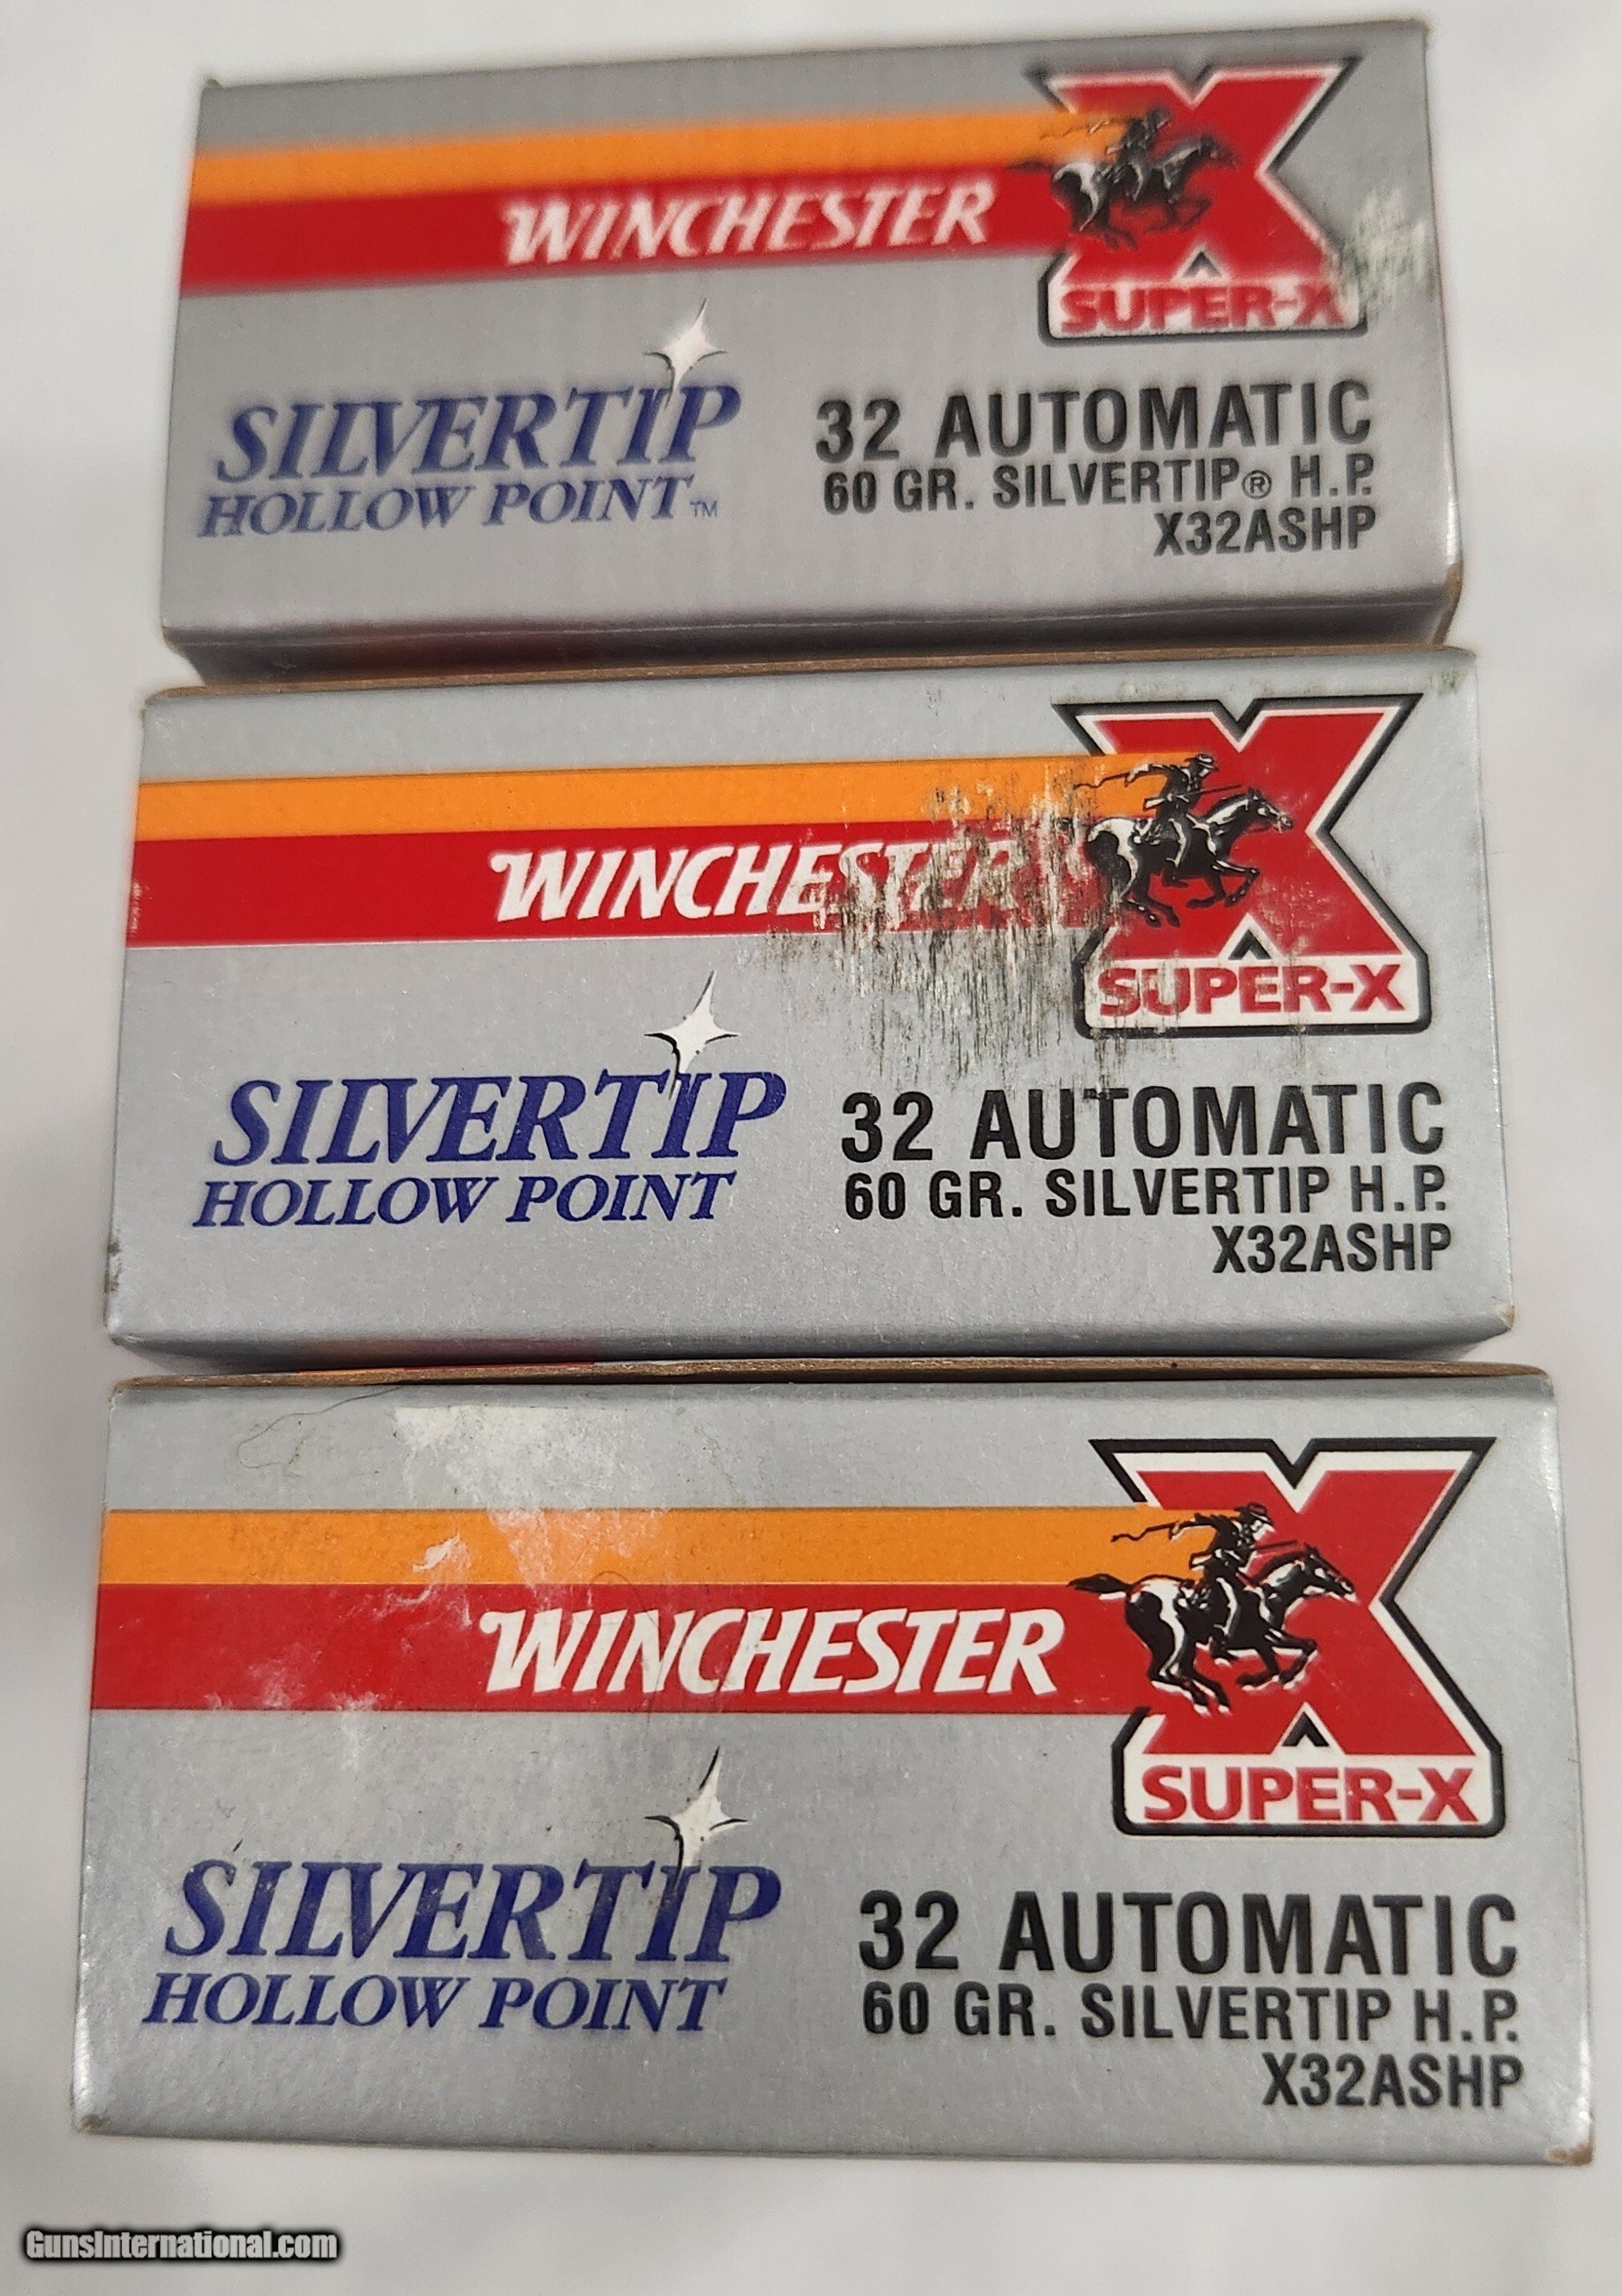 WINCHESTER
X
SUPER-X
SILVERTIP
HOLLOW POINT™
32 AUTOMATIC
60 GR. SILVERTIP® H.P.
X32ASHP
WINCHESTER
X
SUPER-X
SILVERTIP
HOLLOW POINT
32 AUTOMATIC
60 GR. SILVERTIP H.P.
X32ASHP
WINCHESTER
X
SUPER-X
SILVERTIP
HOLLOW POINT
32 AUTOMATIC
60 GR. SILVERTIP H.P.
X32ASHP
GunsInternational.com